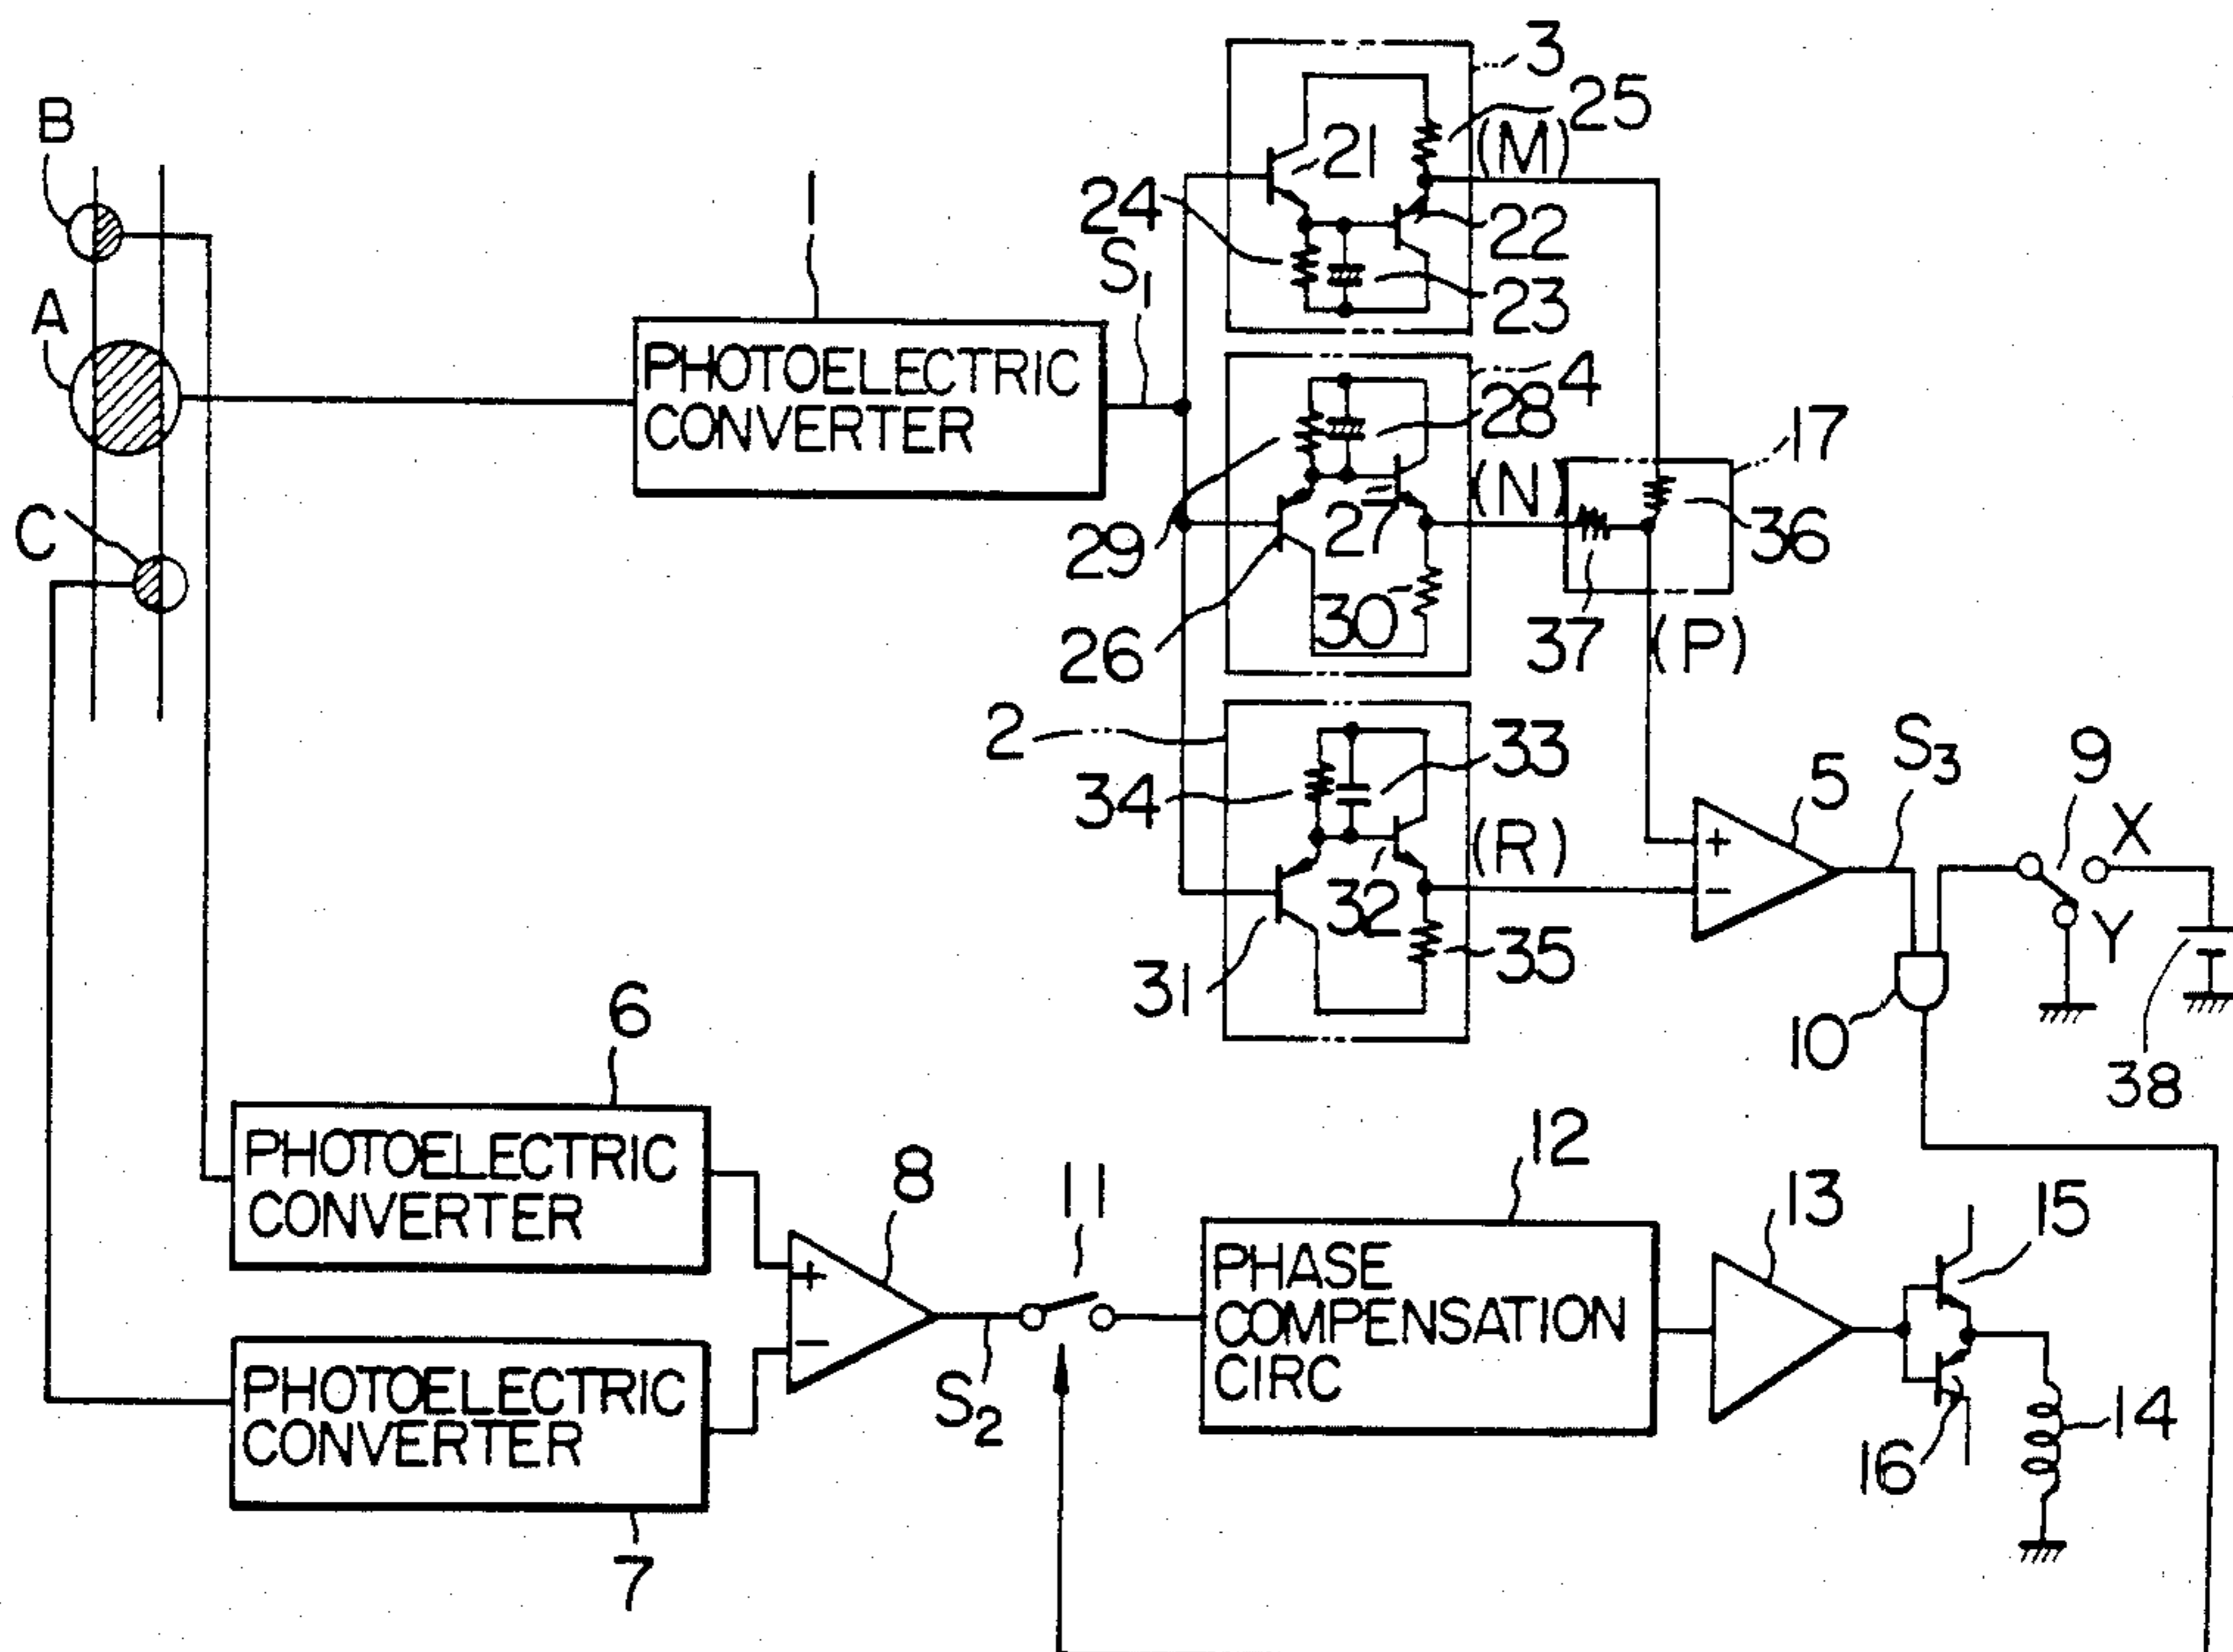 3
25
B
21
(M)
1
24
22
A
S1
23
PHOTOELECTRIC
CONVERTER
4
28
17
(N)
C
27
36
29
30
26
37
(P)
2
33
S3
9
34
5
X
(R)
32
Y
35
31
6
10
38
PHOTOELECTRIC
CONVERTER
12
8
11
13
15
PHASE
COMPENSATION
CIRC
+
−
+
−
PHOTOELECTRIC
CONVERTER
S2
14
16
7